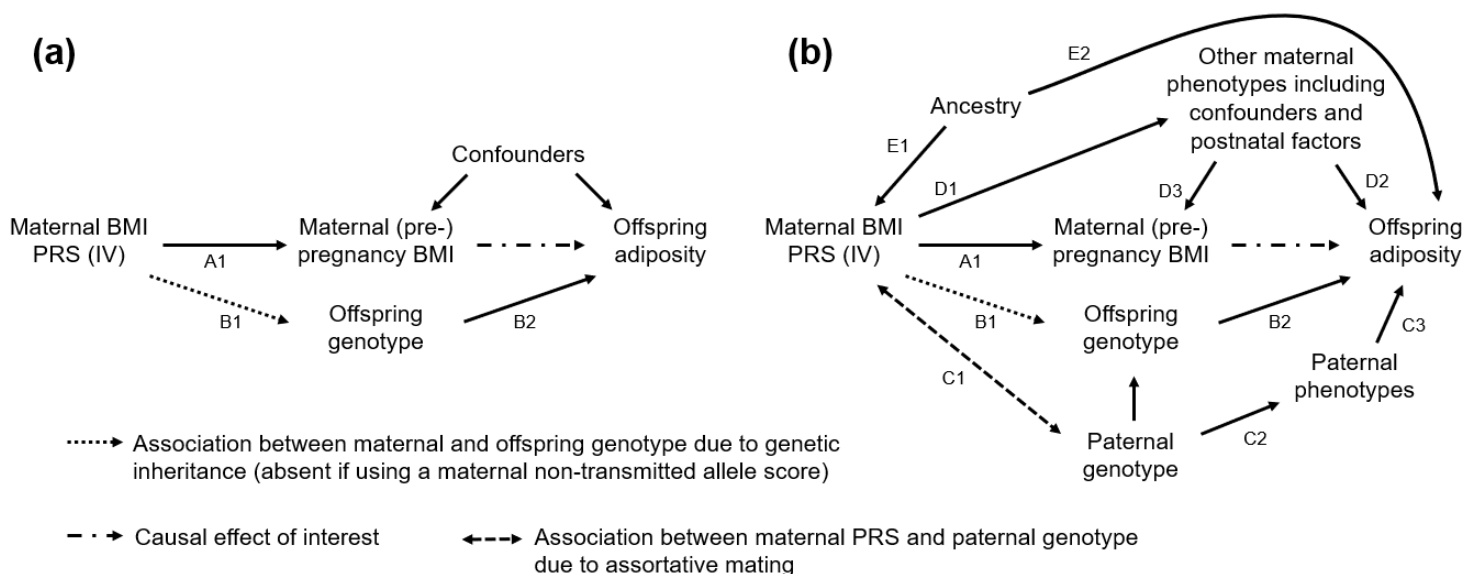 (a)
Confounders
Maternal BMI
PRS (IV)
A1
Maternal (pre-)
pregnancy BMI
Offspring
adiposity
B1
Offspring
genotype
B2
(b)
E2
Other maternal
phenotypes including
confounders and
postnatal factors
Ancestry
E1
D1
D3
D2
Maternal BMI
PRS (IV)
A1
Maternal (pre-)
pregnancy BMI
Offspring
adiposity
B1
Offspring
genotype
B2
C3
C1
Paternal
phenotypes
Paternal
genotype
C2
Association between maternal and offspring genotype due to genetic
inheritance (absent if using a maternal non-transmitted allele score)
Causal effect of interest
Association between maternal PRS and paternal genotype
due to assortative mating